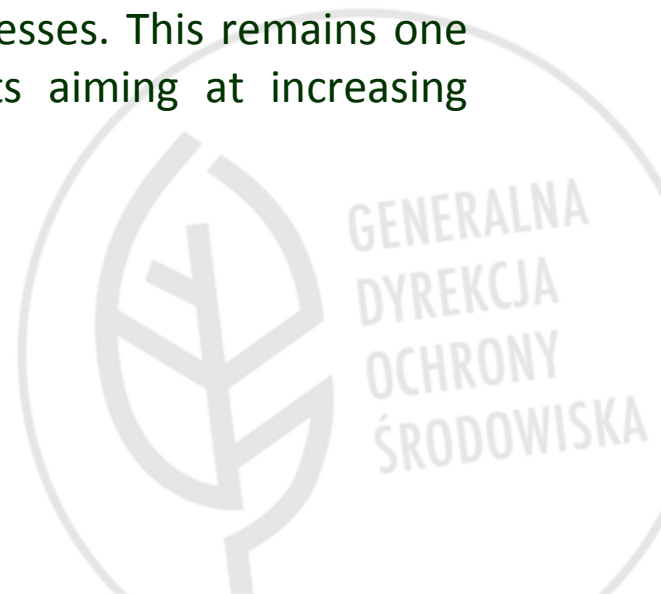 esses. This remains one
ts aiming at increasing
GENERALNA
DYREKCJA
OCHRONY
ŚRODOWISKA